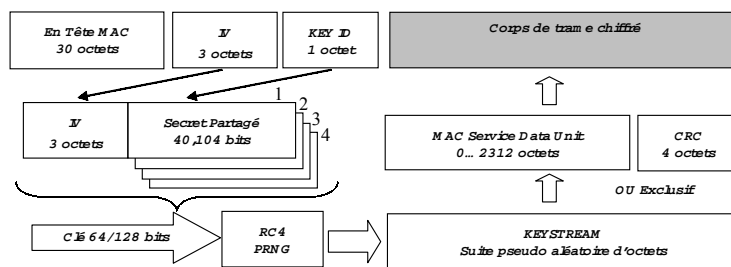 En Tête MAC
30 octets
IV
3 octets
KEY ID
1 octet
Corps de trame chiffré
1
2
3
4
IV
3 octets
Secret Partagé
40,104 bits
MAC Service Data Unit
0... 2312 octets
CRC
4 octets
OU Exclusif
Clé 64/128 bits
RC4
PRNG
KEYSTREAM
Suite pseudo aléatoire d'octets